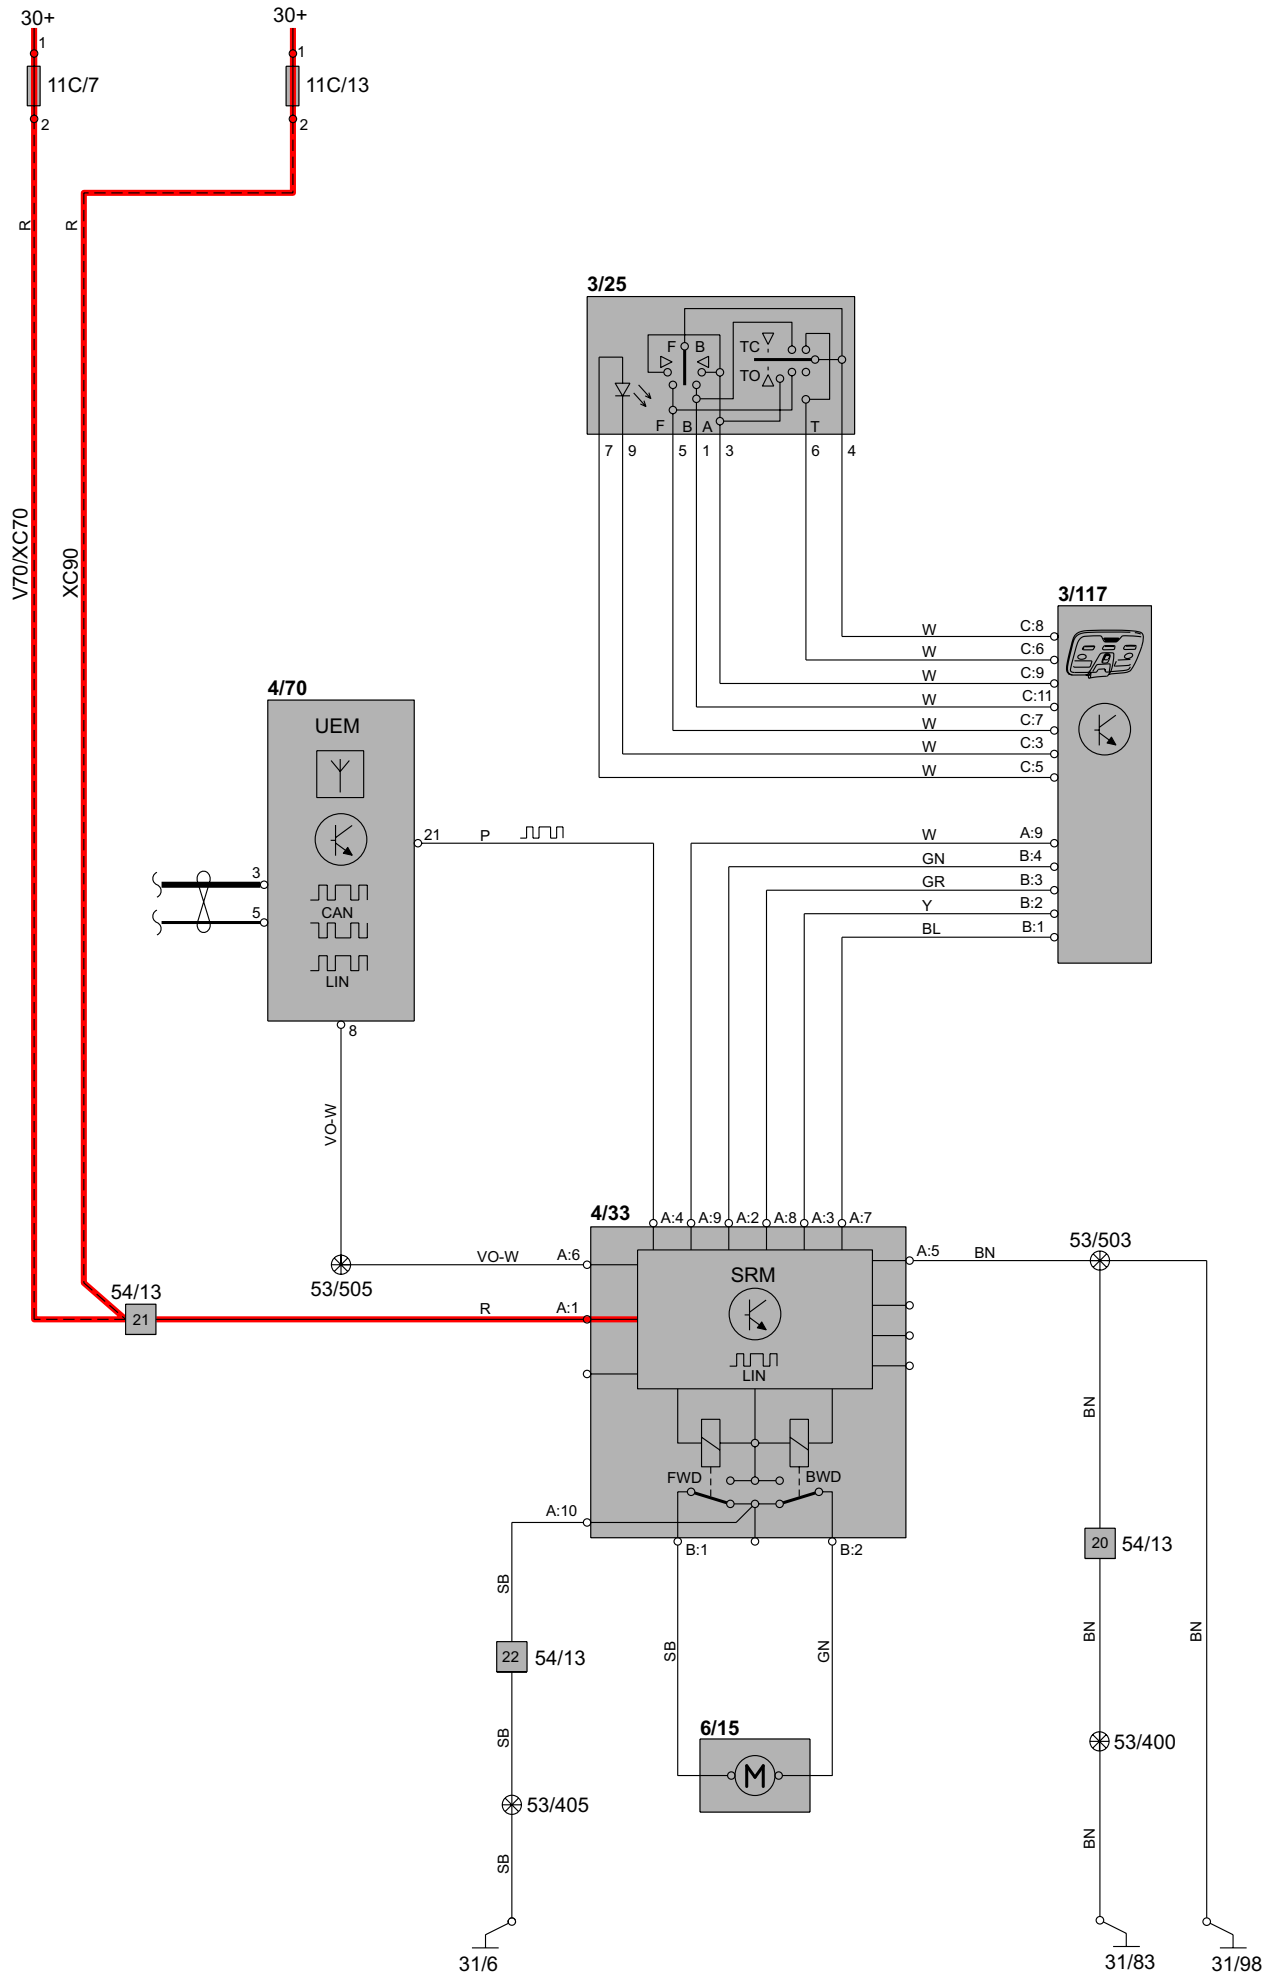 30+
30+
1
1
11C/7
11C/13
2
2
R
R
3/25
F B
TC
TO
F B A T
7 9 5 1 3 6 4
V70/XC70
XC90
3/117
W C:8
W C:6
W C:9
W C:11
W C:7
W C:3
W C:5
4/70
UEM
21 P
W A:9
GN B:4
GR B:3
Y B:2
BL B:1
3
CAN
5
LIN
8
VO-W
4/33
A:4 A:9 A:2 A:8 A:3 A:7
VO-W A:6
A:5 BN
53/503
53/505
SRM
54/13
21
R A:1
LIN
BN
FWD BWD
A:10
B:1 B:2
20 54/13
SB
22 54/13
SB
GN
BN
BN
6/15
M
SB
53/400
53/405
BN
SB
31/6
31/83
31/98